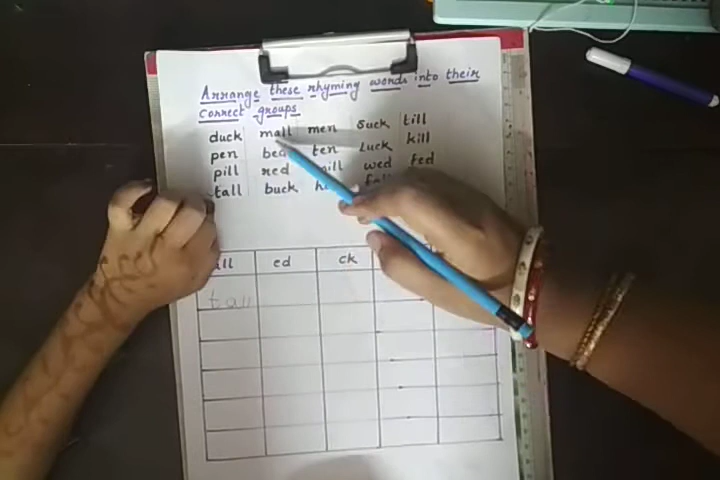 Arrange these rhyming words into their
correct groups
duck mall men suck till
pen ten luck kill
pill red wed fed
tall buck
all ed ck
tall